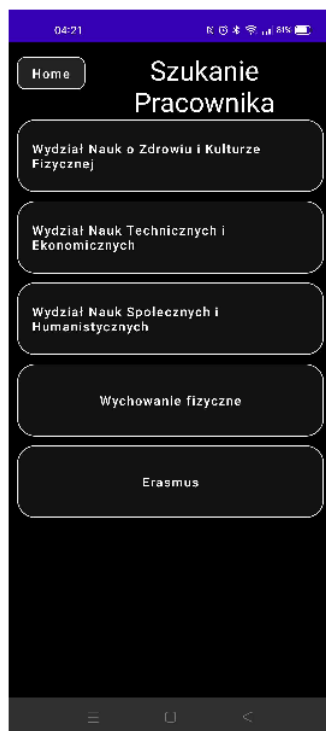 04:21
81%
Home
Szukanie
Pracownika
Wydział Nauk o Zdrowiu i Kulturze
Fizycznej
Wydział Nauk Technicznych i
Ekonomicznych
Wydział Nauk Społecznych i
Humanistycznych
Wychowanie fizyczne
Erasmus